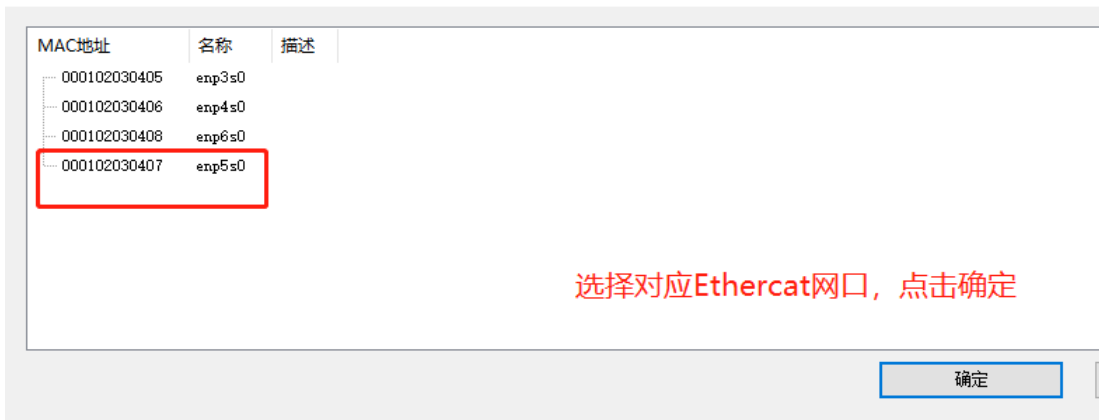 MAC地址 名称 描述
000102030405 enp3s0
000102030406 enp4s0
000102030408 enp6s0
000102030407 enp5s0
选择对应Ethercat网口，点击确定
确定